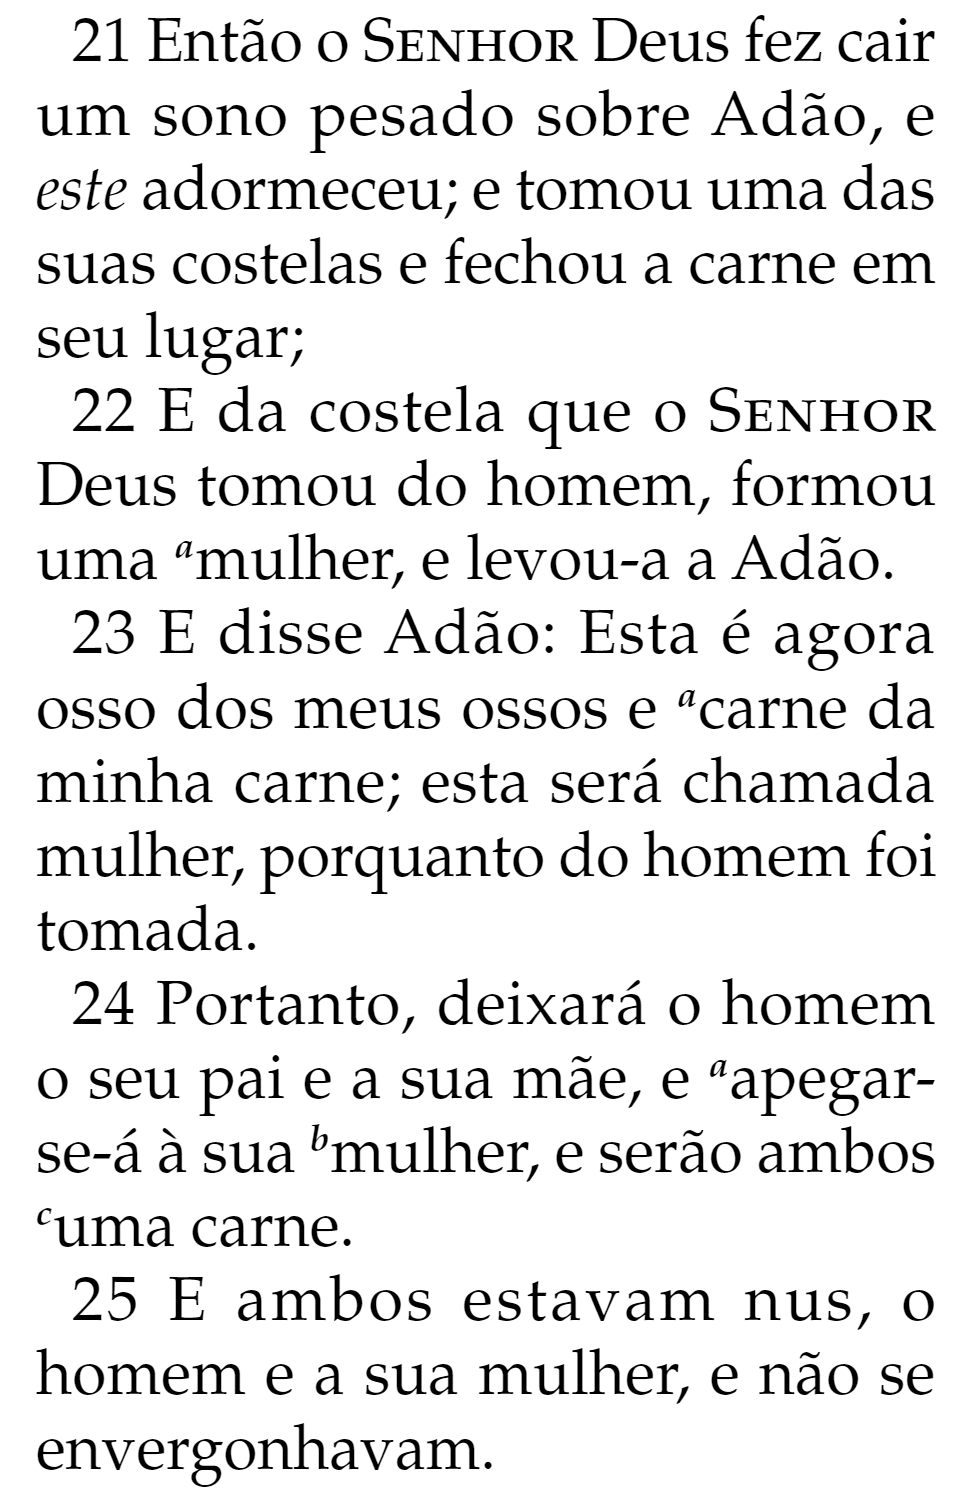 21 Então o SENHOR Deus fez cair
um sono pesado sobre Adão, e
este adormeceu; e tomou uma das
suas costelas e fechou a carne em
seu lugar;
22 E da costela que o SENHOR
Deus tomou do homem, formou
uma ᵃmulher, e levou-a a Adão.
23 E disse Adão: Esta é agora
osso dos meus ossos e ᵃcarne da
minha carne; esta será chamada
mulher, porquanto do homem foi
tomada.
24 Portanto, deixará o homem
o seu pai e a sua mãe, e ᵃapegar-
se-á à sua ᵇmulher, e serão ambos
ᶜuma carne.
25 E ambos estavam nus, o
homem e a sua mulher, e não se
envergonhavam.